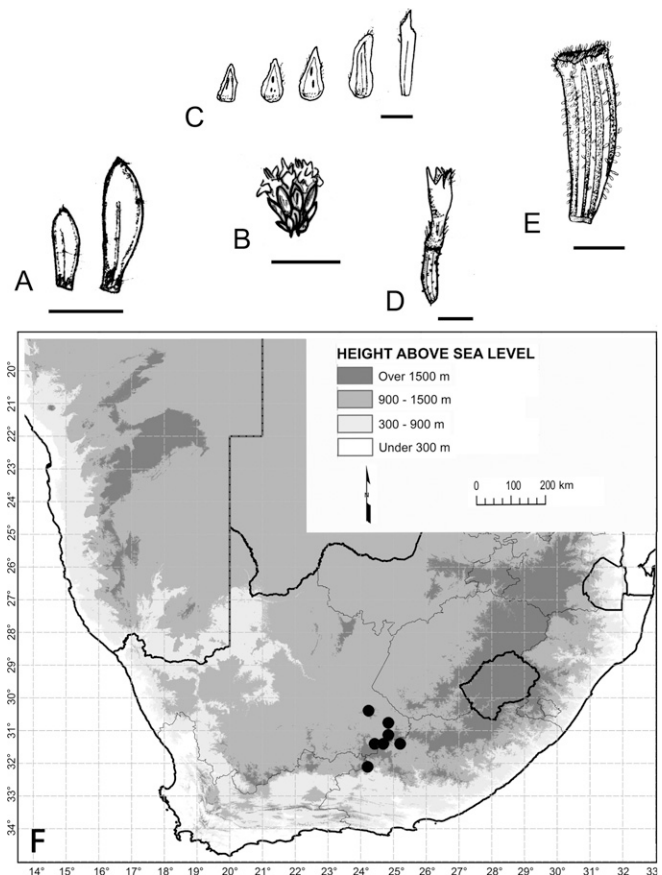 C
E
B
A
D
HEIGHT ABOVE SEA LEVEL
Over 1500 m
900 - 1500 m
300 - 900 m
Under 300 m
N
0 100 200 km
20°
21°
22°
23°
24°
25°
26°
27°
28°
29°
30°
31°
32°
33°
34°
F
14° 15° 16° 17° 18° 19° 20° 21° 22° 23° 24° 25° 26° 27° 28° 29° 30° 31° 32° 33